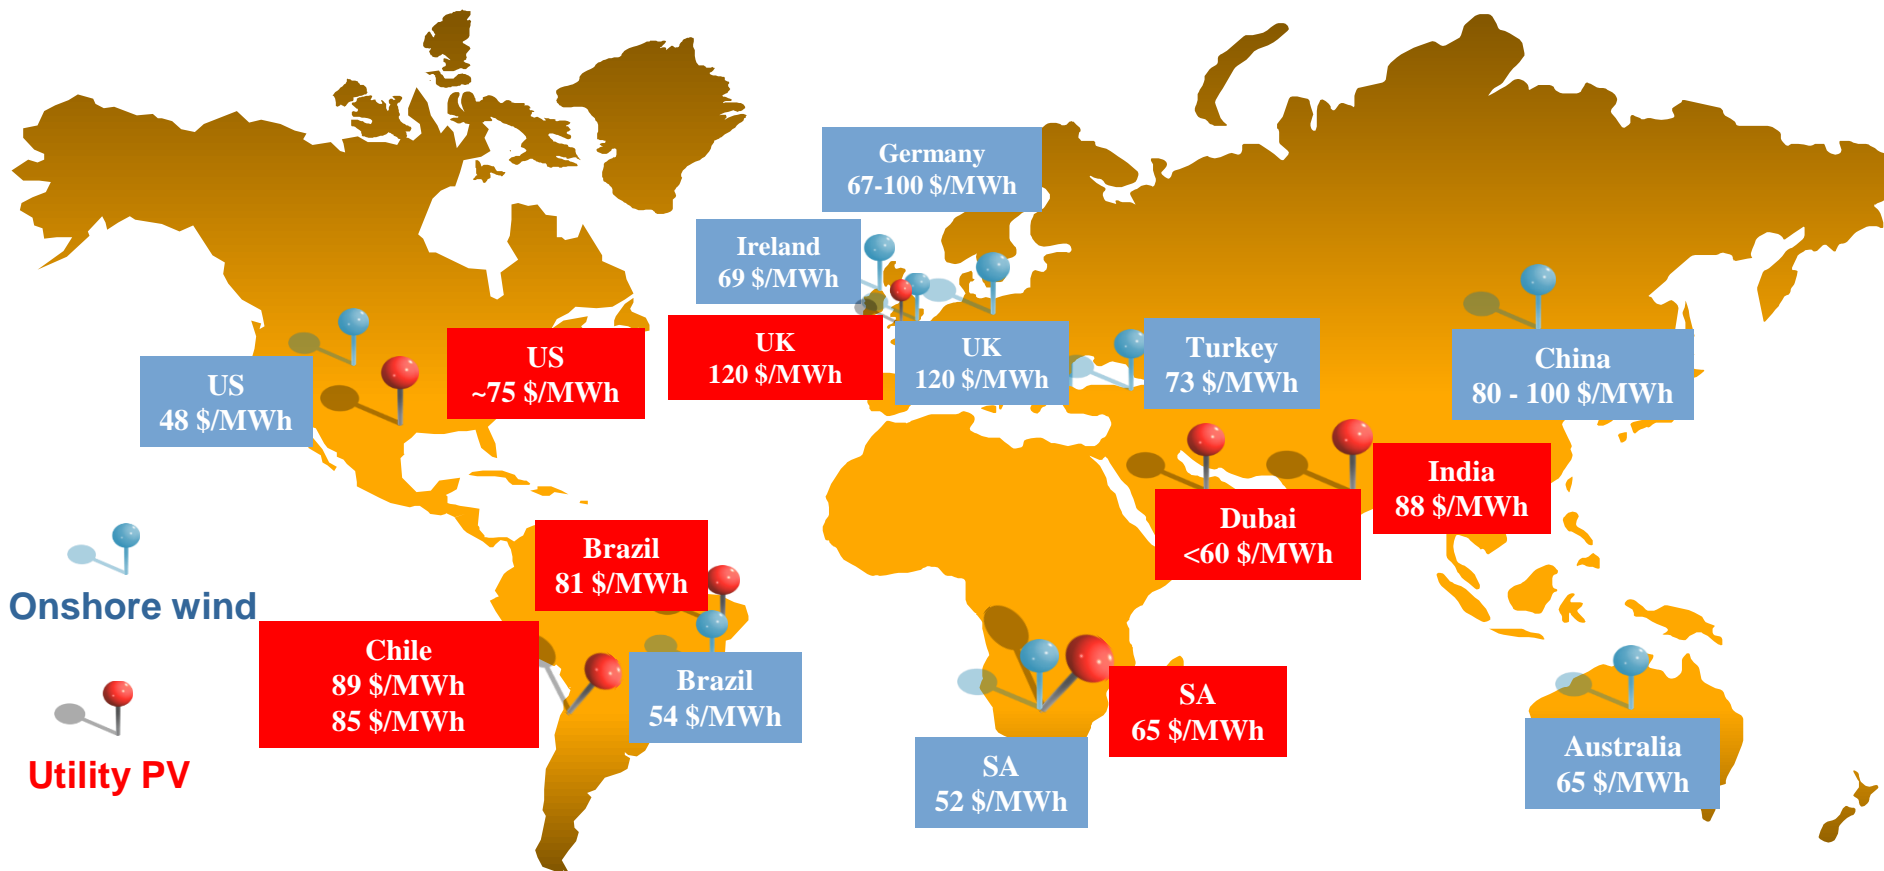 Germany
67-100 $/MWh
Ireland
69 $/MWh
UK
120 $/MWh
UK
120 $/MWh
Turkey
73 $/MWh
China
80 - 100 $/MWh
US
48 $/MWh
US
~75 $/MWh
India
88 $/MWh
Dubai
<60 $/MWh
Brazil
81 $/MWh
Onshore wind
Chile
89 $/MWh
85 $/MWh
Brazil
54 $/MWh
SA
65 $/MWh
SA
52 $/MWh
Australia
65 $/MWh
Utility PV